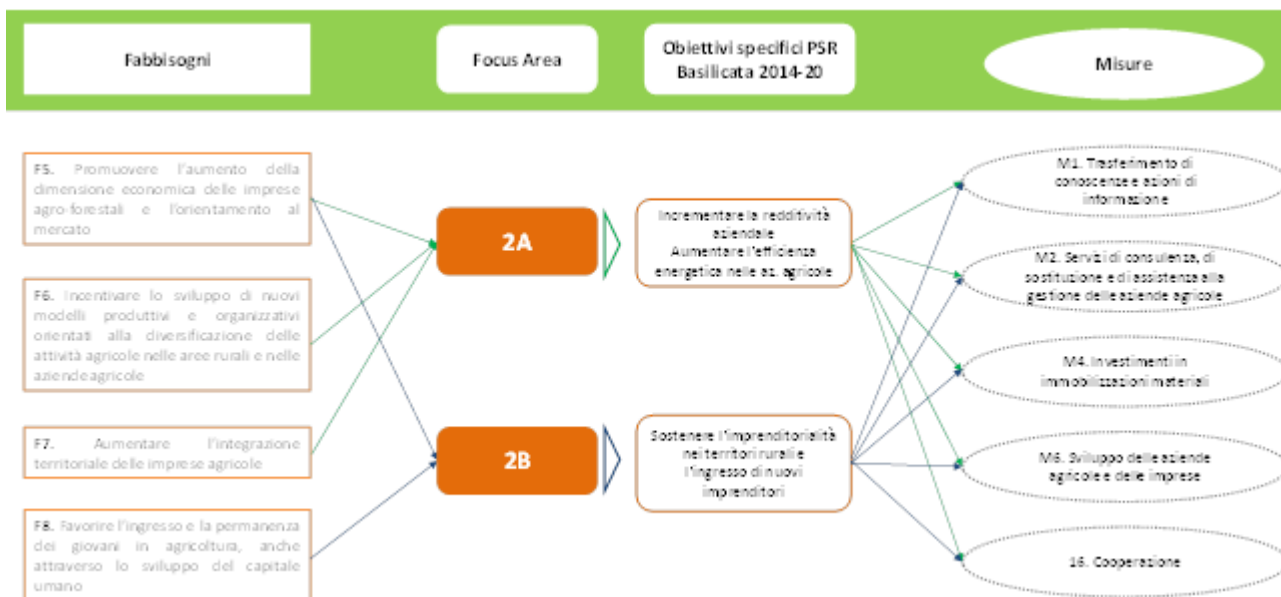 Fabbisogni
Focus Area
Obiettivi specifici PSR
Basilicata 2014-20
Misure
F5. Promuovere l'aumento della
dimensione economica delle imprese
agro-forestali e l'orientamento al
mercato
F6. Incentivare lo sviluppo di nuovi
modelli produttivi e organizzativi
orientati alla diversificazione delle
attività agricole nelle aree rurali e nelle
aziende agricole
F7. Aumentare l'integrazione
territoriale delle imprese agricole
F8. Favorire l'ingresso e la permanenza
dei giovani in agricoltura, anche
attraverso lo sviluppo del capitale
umano
2A
2B
Incrementare la redditività
aziendale
Aumentare l'efficienza
energetica nelle az. agricole
Sostenere l'imprenditorialità
nei territori rurali e
l'ingresso di nuovi
imprenditori
M1. Trasferimento di
conoscenze e azioni di
informazione
M2. Servizi di consulenza, di
sostituzione e di assistenza alla
gestione delle aziende agricole
M4. Investimenti in
immobilizzazioni materiali
M6. Sviluppo delle aziende
agricole e delle imprese
16. Cooperazione